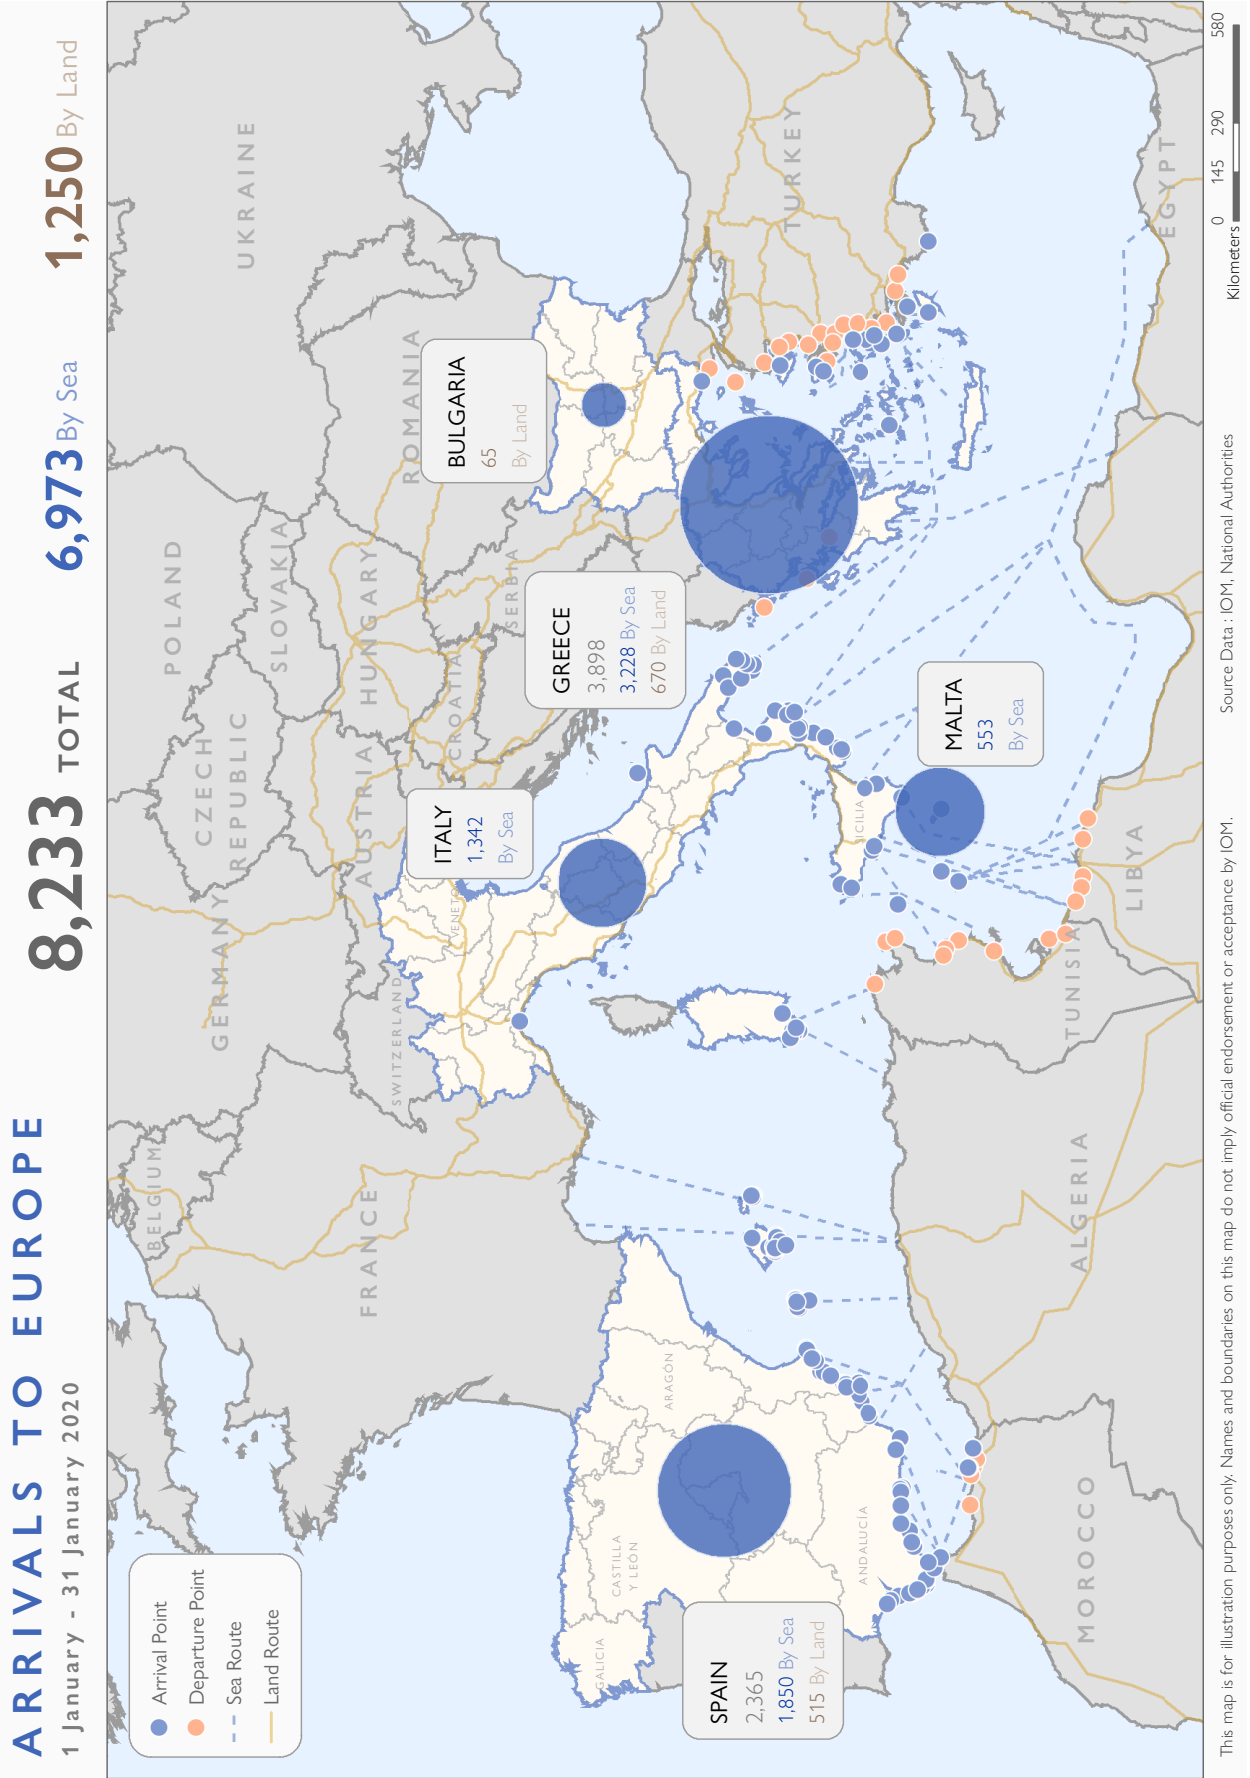 ARRIVALS TO EUROPE
1 January - 31 January 2020
8,233 TOTAL
6,973 By Sea
1,250 By Land
Arrival Point
Departure Point
Sea Route
Land Route
BELGIUM
GERMANY
CZECH
REPUBLIC
POLAND
SLOVAKIA
UKRAINE
FRANCE
SWITZERLAND
AUSTRIA
HUNGARY
ROMANIA
CROATIA
SERBIA
VENETO
ITALY
1,342
By Sea
BULGARIA
65
By Land
GREECE
3,898
3,228 By Sea
670 By Land
GALICIA
CASTILLA
Y LEÓN
ARAGÓN
ANDALUCÍA
SPAIN
2,365
1,850 By Sea
515 By Land
SICILIA
MALTA
553
By Sea
TURKEY
MOROCCO
ALGERIA
TUNISIA
LIBYA
EGYPT
This map is for illustration purposes only. Names and boundaries on this map do not imply official endorsement or acceptance by IOM.
Source Data : IOM, National Authorities
0 145 290 580
Kilometers